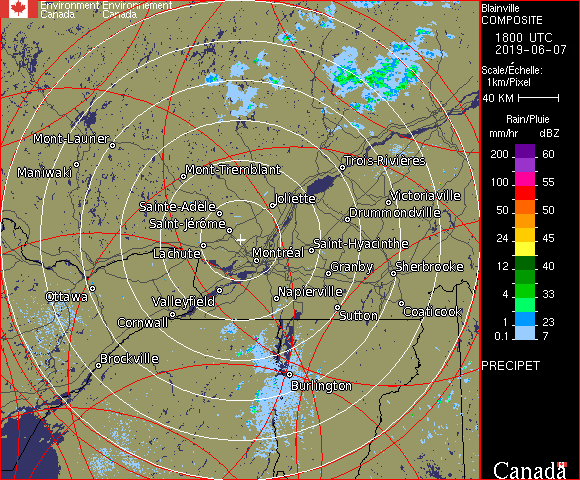 Environment Environnement
Canada Canada
Blainville
COMPOSITE
1800 UTC
2019-06-07
Scale/Échelle:
1km/Pixel
40 KM
Rain/Pluie
mm/hr dBZ
200 60
100 55
50 50
24 45
12 40
4 33
1 23
0.1 7
PRECIPET
Canada
Mont-Laurier
Maniwaki
Mont-Tremblant
Trois-Rivières
Sainte-Adèle
Joliette
Victoriaville
Saint-Jérôme
Drummondville
Lachute
Montréal
Saint-Hyacinthe
Granby
Sherbrooke
Ottawa
Valleyfield
Napierville
Cornwall
Sutton
Coaticook
Brockville
Burlington